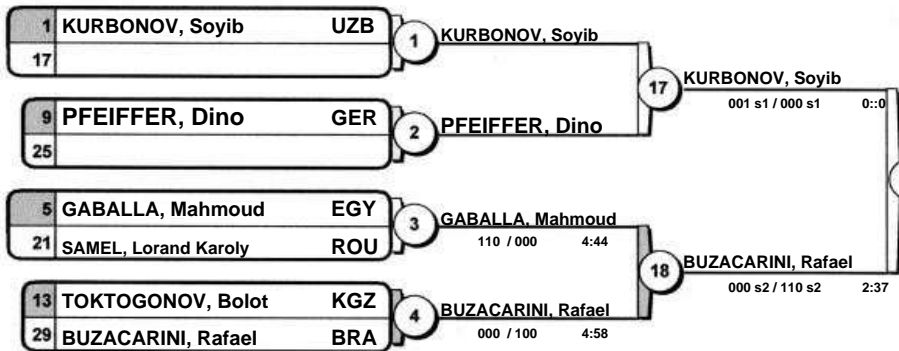 1 KURBONOV, Soyib UZB
17
1
KURBONOV, Soyib
9 PFEIFFER, Dino GER
25
2
PFEIFFER, Dino
17
KURBONOV, Soyib
001 s1 / 000 s1 0::0
5 GABALLA, Mahmoud EGY
21 SAMEL, Lorand Karoly ROU
3
GABALLA, Mahmoud
110 / 000 4:44
13 TOKTOGONOV, Bolot KGZ
29 BUZACARINI, Rafael BRA
4
BUZACARINI, Rafael
000 / 100 4:58
18
BUZACARINI, Rafael
000 s2 / 110 s2 2:37